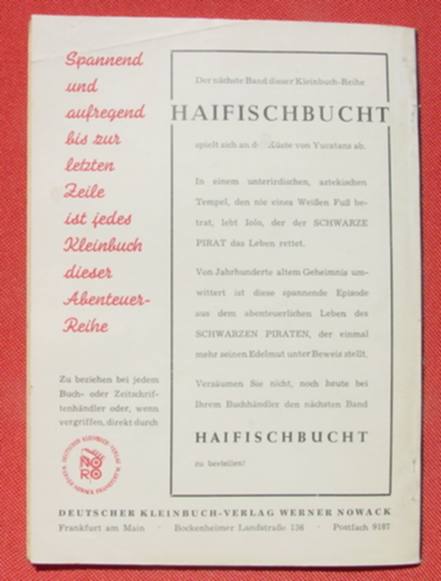 Spannend
und
aufregend
bis zur
letzten
Zeile
ist jedes
Kleinbuch
dieser
Abenteuer-
Reihe
Zu beziehen bei jedem
Buch- oder Zeitschrif-
tenhändler oder, wenn
vergriffen, direkt durch
NO
RO
Der nächste Band dieser Kleinbuch-Reihe
HAIFISCHBUCHT
spielt sich an d Küste von Yucatans ab.
In einem unterirdischen, aztekischen
Tempel, den nie eines Weißen Fuß be-
trat, lebt Jolo, der der SCHWARZE
PIRAT das Leben rettet.
Von Jahrhunderte altem Geheimnis um-
wittert ist diese spannende Episode
aus dem abenteuerlichen Leben des
SCHWARZEN PIRATEN, der einmal
mehr seinen Edelmut unter Beweis stellt.
Versäumen Sie nicht, noch heute bei
Ihrem Buchhändler den nächsten Band
HAIFISCHBUCHT
zu bestellen!
DEUTSCHER KLEINBUCH-VERLAG WERNER NOWACK
Frankfurt am Main · Bockenheimer Landstraße 136 · Postfach 9187